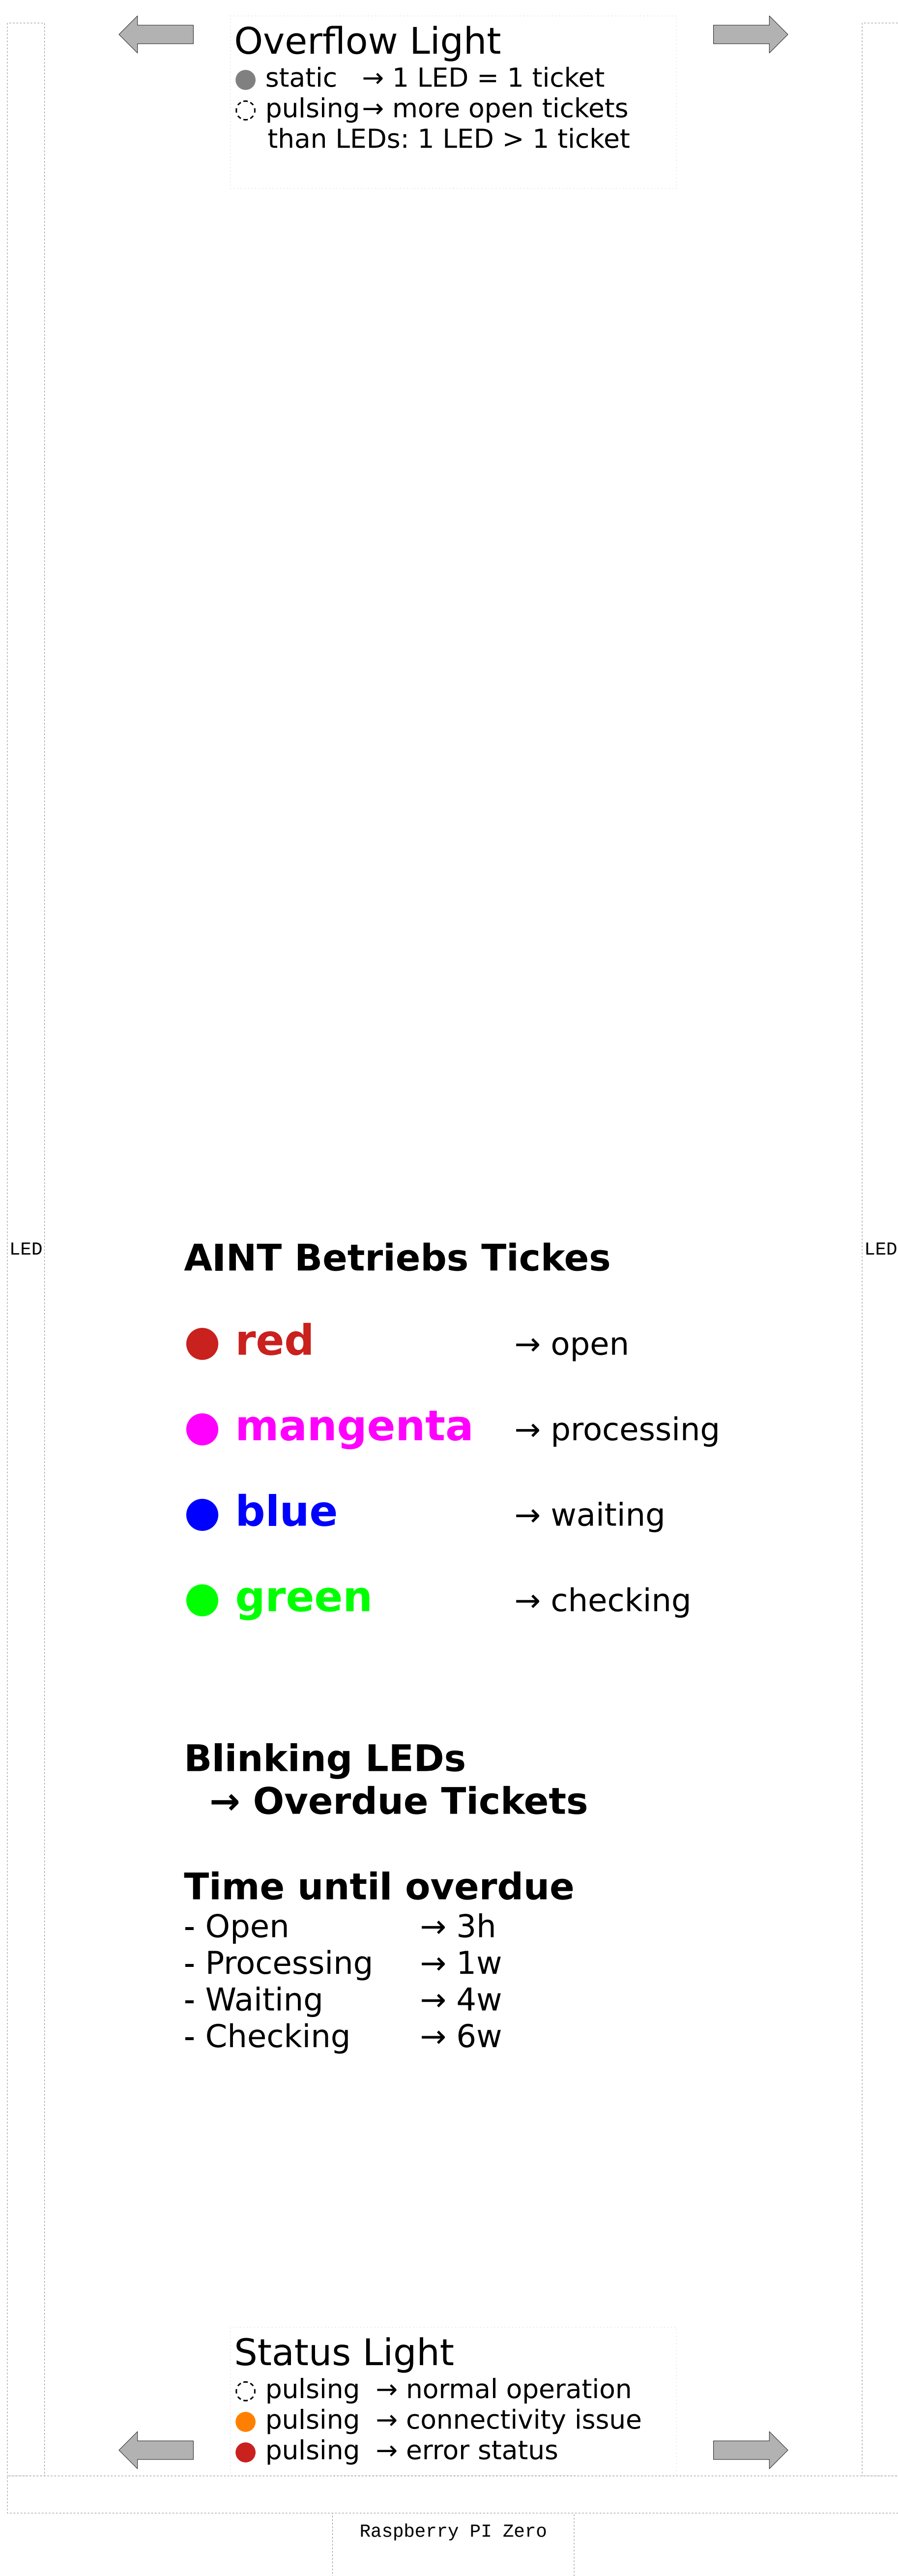 Overflow Light
static → 1 LED = 1 ticket
pulsing → more open tickets
than LEDs: 1 LED > 1 ticket
LED
LED
AINT Betriebs Tickes
red → open
mangenta → processing
blue → waiting
green → checking
Blinking LEDs
→ Overdue Tickets
Time until overdue
- Open → 3h
- Processing → 1w
- Waiting → 4w
- Checking → 6w
Status Light
pulsing → normal operation
pulsing → connectivity issue
pulsing → error status
Raspberry PI Zero